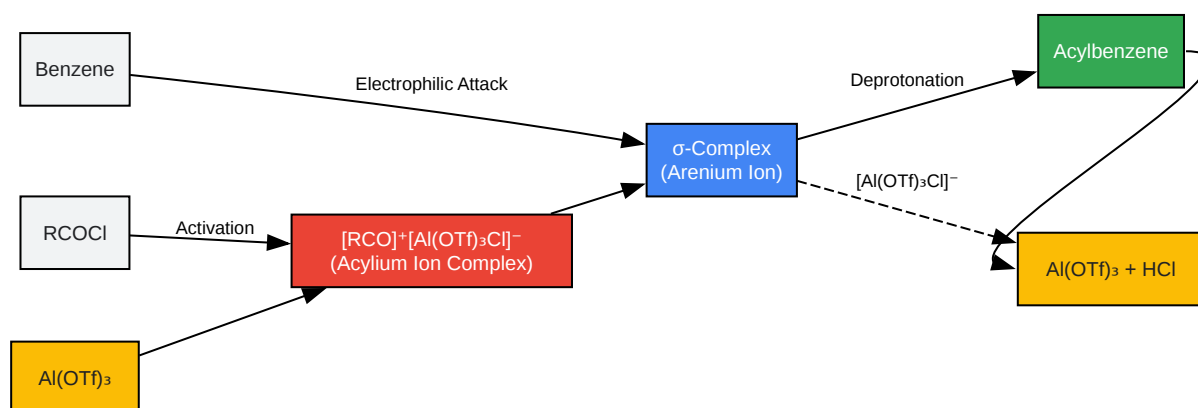 Benzene
Electrophilic Attack
RCOCl
Activation
Al(OTf)₃
[RCO]⁺[Al(OTf)₃Cl]⁻
(Acylium Ion Complex)
σ-Complex
(Arenium Ion)
Deprotonation
Acylbenzene
[Al(OTf)₃Cl]⁻
Al(OTf)₃ + HCl